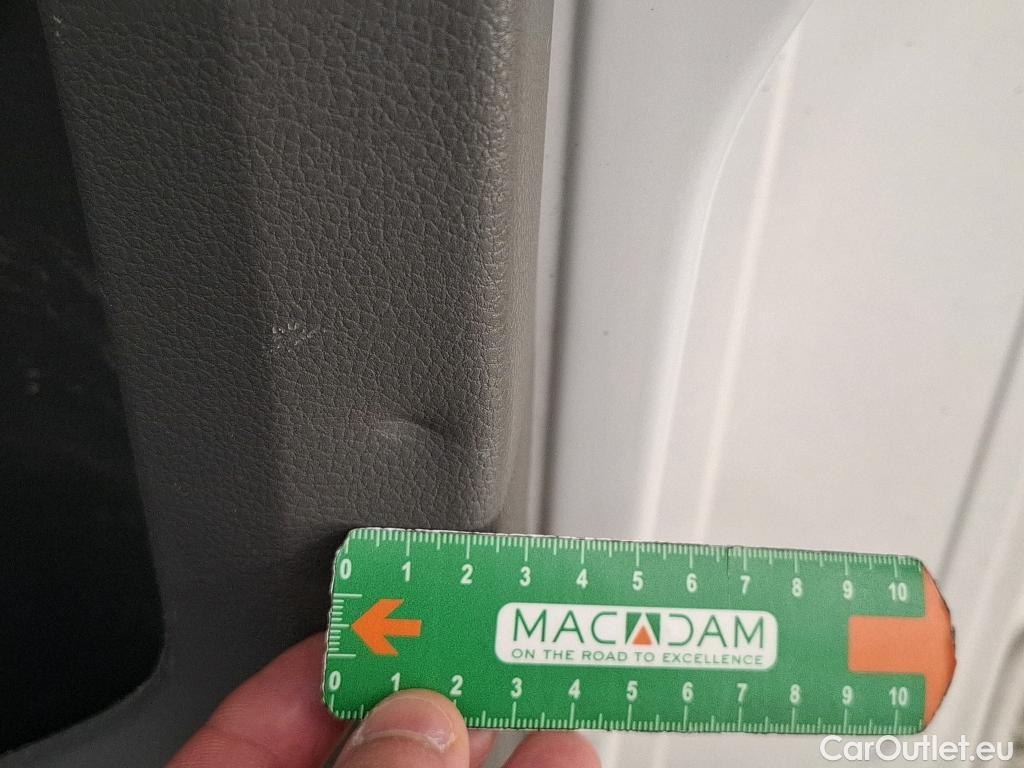 0 1 2 3 4 5 6 7 8 9 10
MACADAM
ON THE ROAD TO EXCELLENCE
0 1 2 3 4 5 6 7 8 9 10
CarOutlet.eu